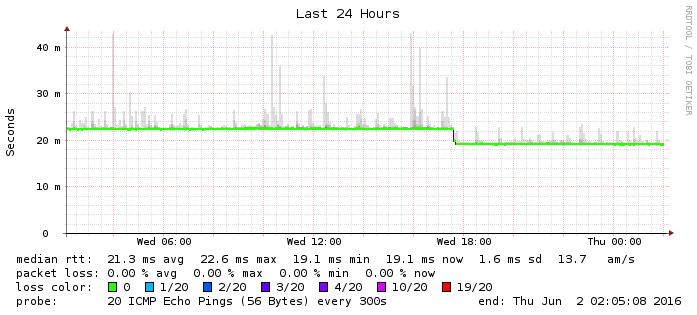 Last 24 Hours
RRDTOOL / TOBI OETIKER
Seconds
40 m
30 m
20 m
10 m
0
Wed 06:00 Wed 12:00 Wed 18:00 Thu 00:00
median rtt: 21.3 ms avg 22.6 ms max 19.1 ms min 19.1 ms now 1.6 ms sd 13.7 am/s
packet loss: 0.00 % avg 0.00 % max 0.00 % min 0.00 % now
loss color: 0 1/20 2/20 3/20 4/20 10/20 19/20
probe: 20 ICMP Echo Pings (56 Bytes) every 300s end: Thu Jun 2 02:05:08 2016